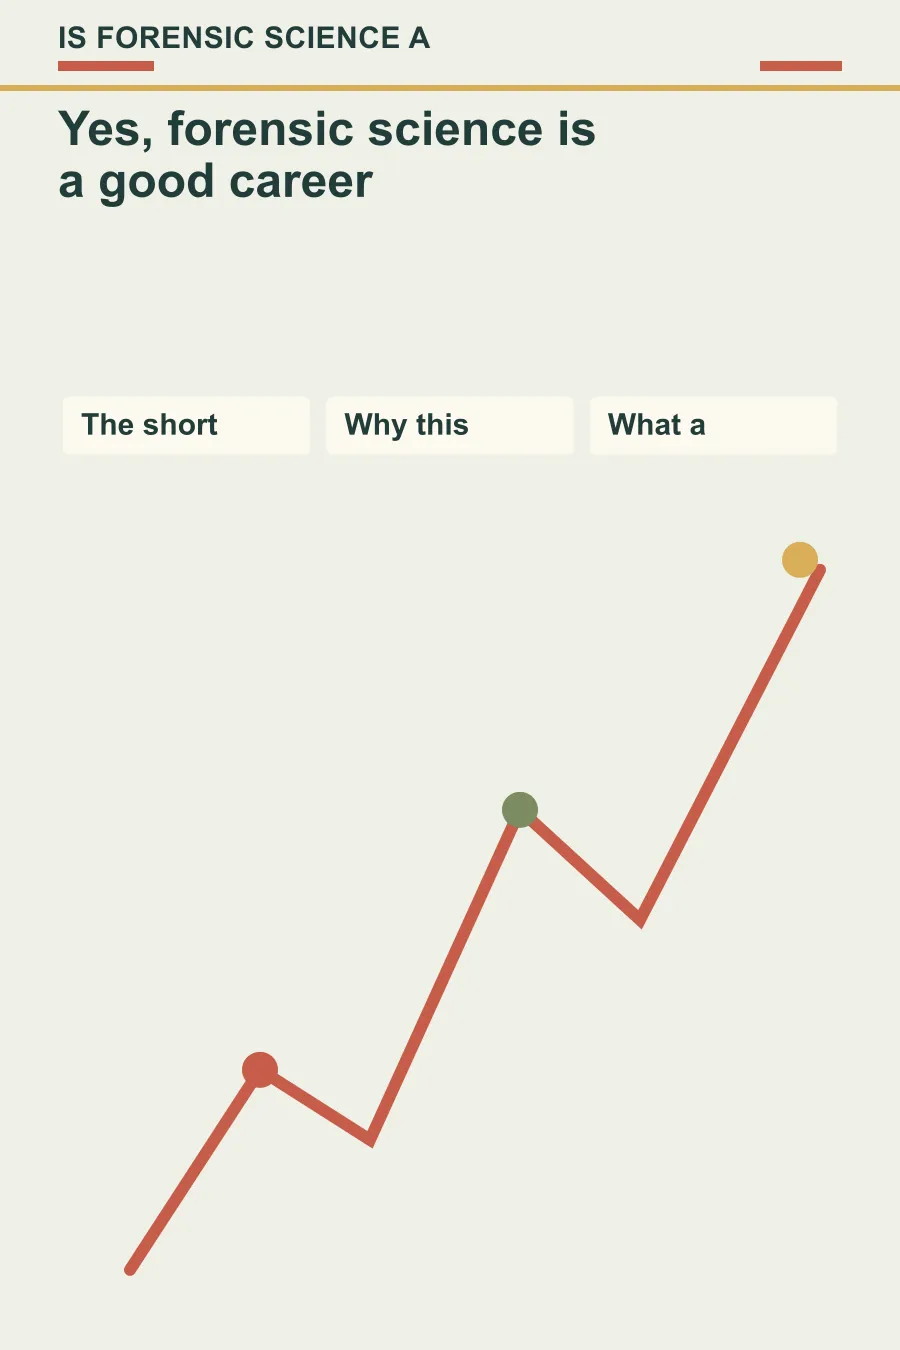 IS FORENSIC SCIENCE A
Yes, forensic science is
a good career
The short
Why this
What a